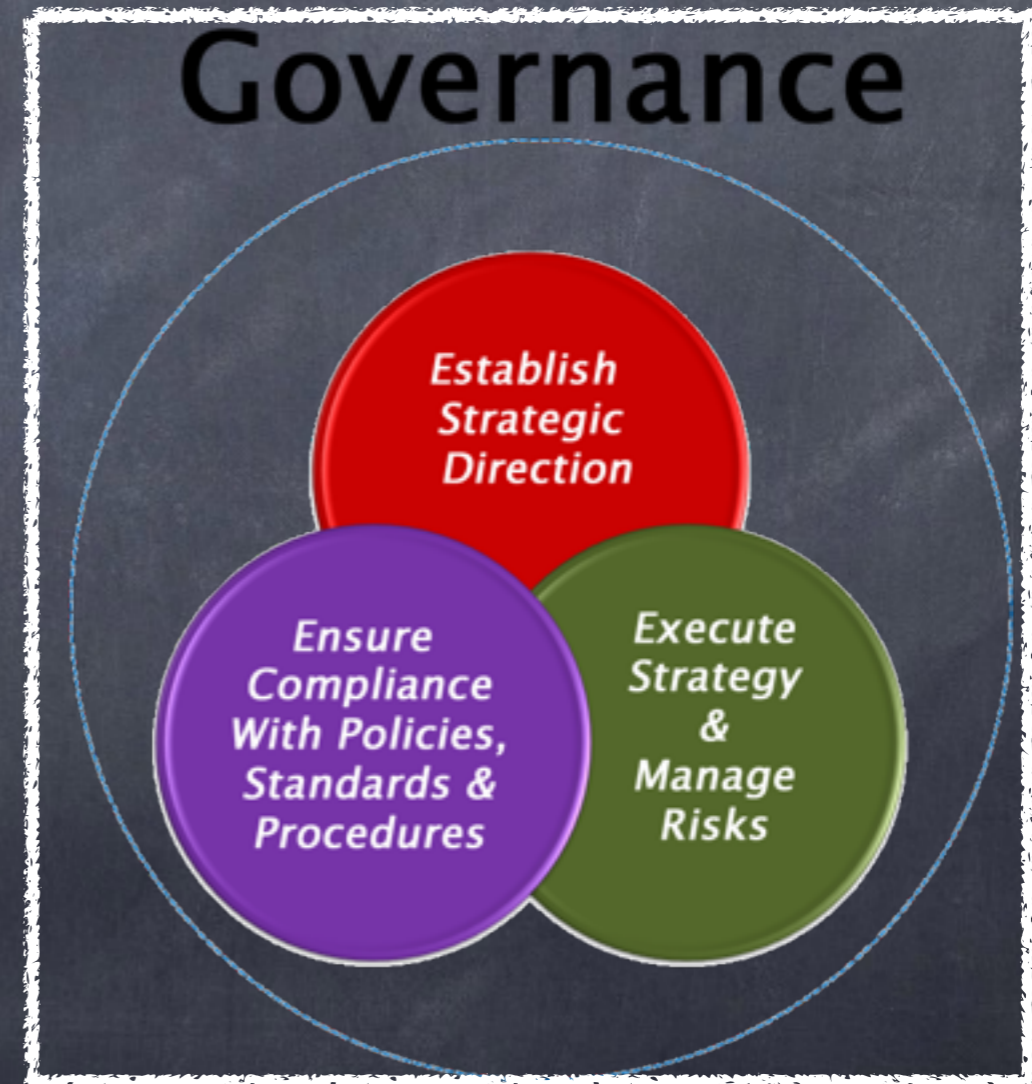 Governance
Establish
Strategic
Direction
Ensure
Compliance
With Policies,
Standards &
Procedures
Execute
Strategy
&
Manage
Risks